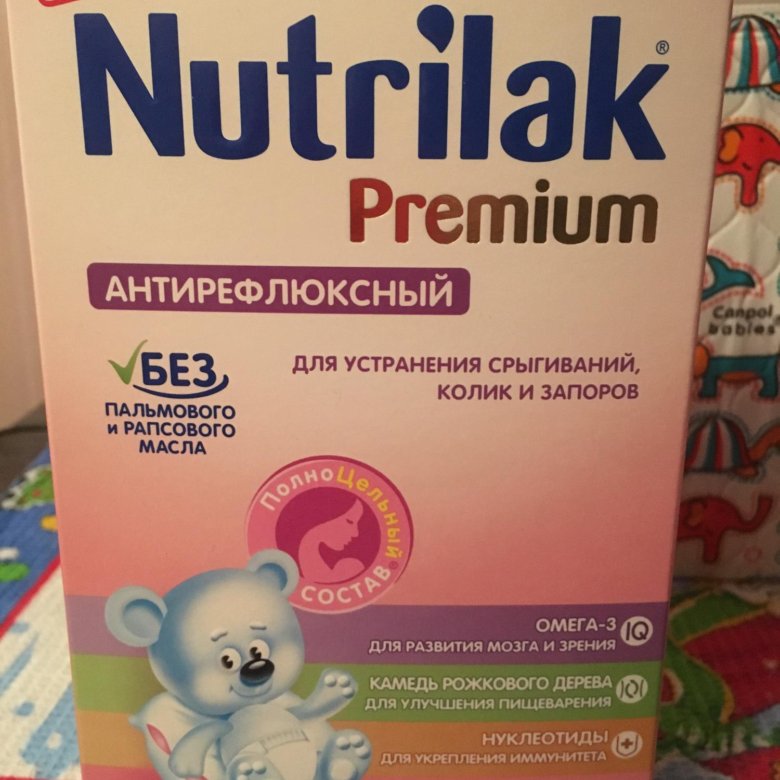 Nutrilak®
Premium
АНТИРЕФЛЮКСНЫЙ
БЕЗ
ПАЛЬМОВОГО
И РАПСОВОГО
МАСЛА
ДЛЯ УСТРАНЕНИЯ СРЫГИВАНИЙ,
КОЛИК И ЗАПОРОВ
ПолноЦельный
СОСТАВ®
ОМЕГА-3 IQ
ДЛЯ РАЗВИТИЯ МОЗГА И ЗРЕНИЯ
КАМЕДЬ РОЖКОВОГО ДЕРЕВА
ДЛЯ УЛУЧШЕНИЯ ПИЩЕВАРЕНИЯ
НУКЛЕОТИДЫ
ДЛЯ УКРЕПЛЕНИЯ ИММУНИТЕТА
Canpol
babies